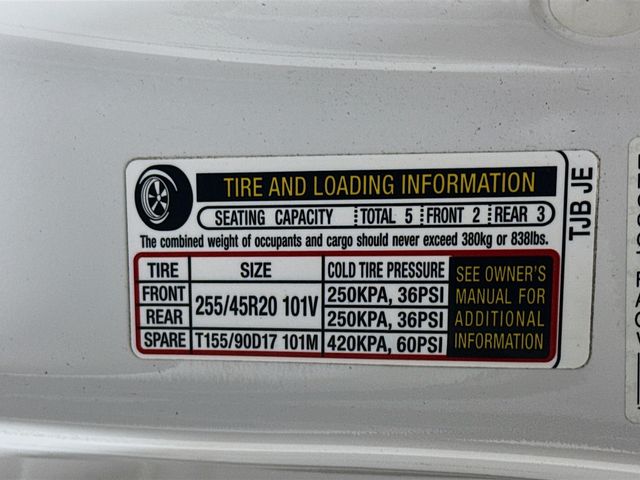 TIRE AND LOADING INFORMATION
SEATING CAPACITY TOTAL 5 FRONT 2 REAR 3
The combined weight of occupants and cargo should never exceed 380kg or 838lbs.
TIRE SIZE COLD TIRE PRESSURE
FRONT 255/45R20 101V 250KPA, 36PSI
REAR 250KPA, 36PSI
SPARE T155/90D17 101M 420KPA, 60PSI
SEE OWNER'S
MANUAL FOR
ADDITIONAL
INFORMATION
TJB JE